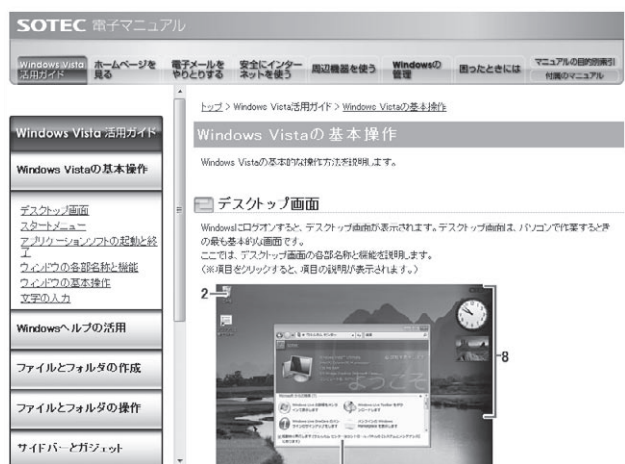 SOTEC 電子マニュアル
Windows Vista 活用ガイド
ホームページを見る
電子メールをやりとりする
安全にインターネットを使う
周辺機器を使う
Windowsの管理
困ったときには
マニュアルの目的別索引
付属のマニュアル
トップ > Windows Vista活用ガイド > Windows Vistaの基本操作
Windows Vista 活用ガイド
Windows Vistaの基本操作
デスクトップ画面
スタートメニュー
アプリケーションソフトの起動と終了
ウィンドウの各部名称と機能
ウィンドウの基本操作
文字の入力
Windowsヘルプの活用
ファイルとフォルダの作成
ファイルとフォルダの操作
サイドバーとガジェット
Windows Vistaの基本操作
Windows Vistaの基本的な操作方法を説明します。
デスクトップ画面
Windowsにログオンすると、デスクトップ画面が表示されます。デスクトップ画面は、パソコンで作業するとき
の最も基本的な画面です。
ここでは、デスクトップ画面の各部名称と機能を説明します。
(※項目をクリックすると、項目の説明が表示されます。)
2
8
ようこそ